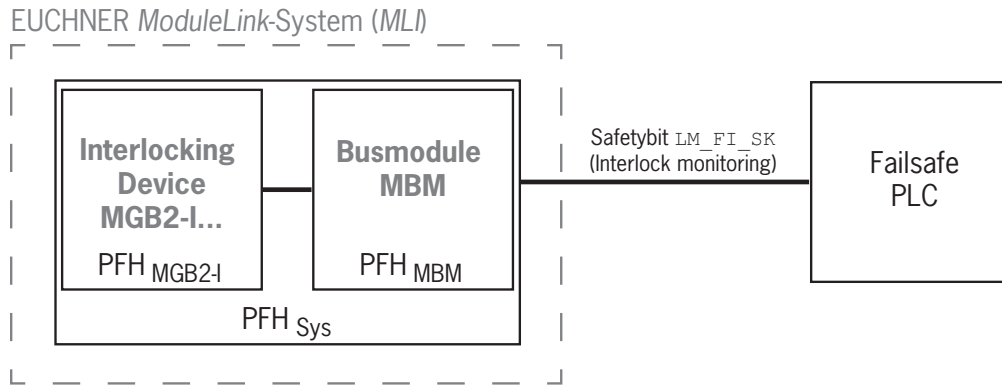 EUCHNER ModuleLink-System (MLI)
Interlocking
Device
MGB2-I...
PFH MGB2-I
Busmodule
MBM
PFH MBM
PFH Sys
Safetybit LM_FI_SK
(Interlock monitoring)
Failsafe
PLC